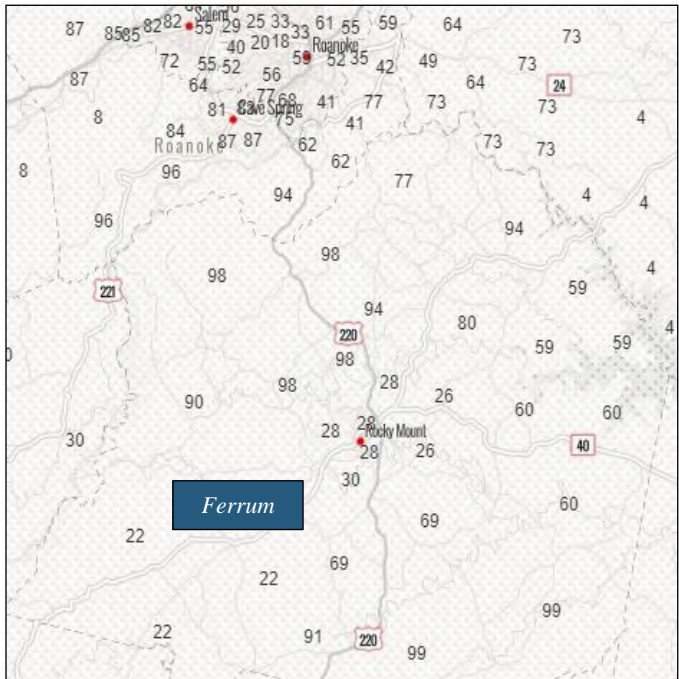 Salem 25 33 61 55 59 64
87 85 85 82 82 55 29 33 73
40 20 18 Roanoke
72 55 52 59 52 35 42 49 73 24
87 64 56 64
8 81 Cave Spring 77 68 41 77 73 73 4
84 87 87 75 41
Roanoke 62 73 73
8 96 62 77
94 4 4
96 94
98 98 4
221 59
94 80 4
220 59 59
0 98
98 28
90 26 60 60
30 28 28 Rocky Mount 40
28 26
30
Ferrum 60
69
22
69
22
99
22 91 220
99